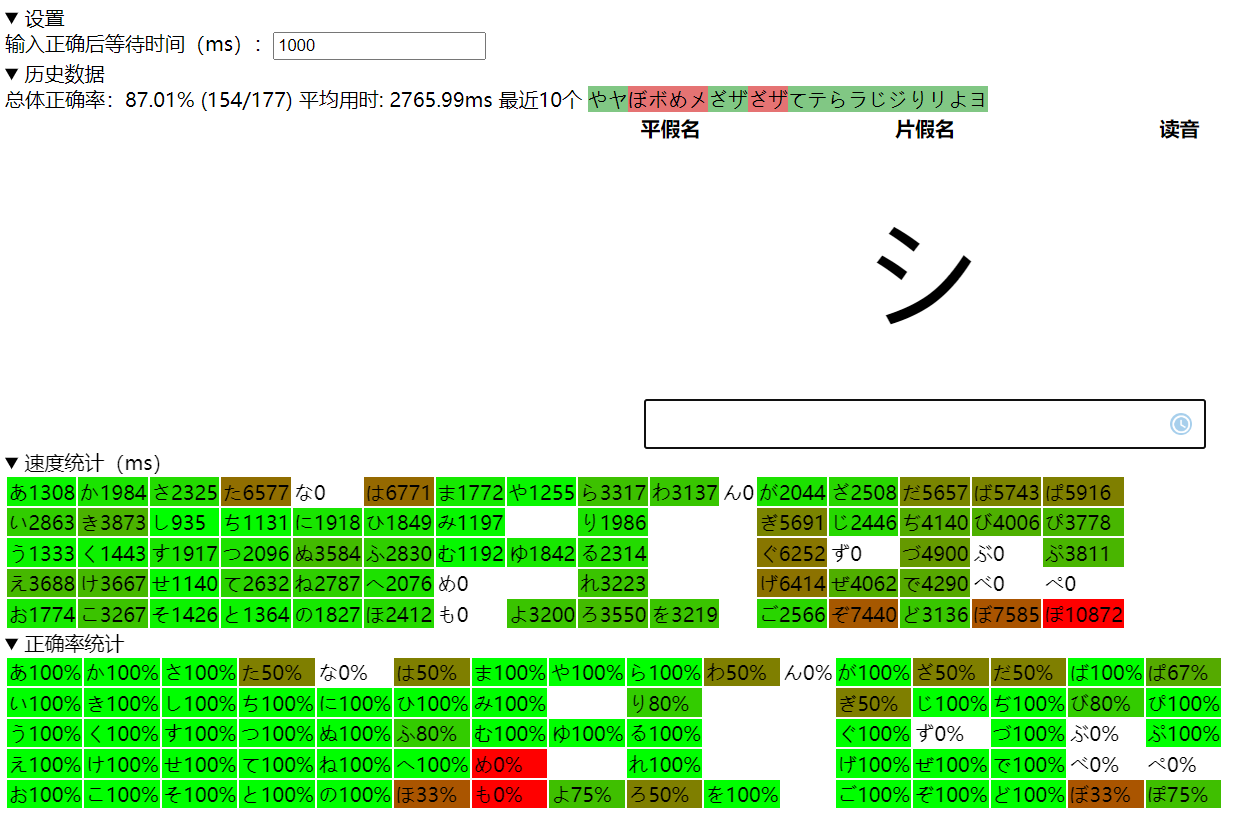 ▼ 设置
输入正确后等待时间（ms）： 1000
▼ 历史数据
总体正确率：87.01% (154/177) 平均用时: 2765.99ms 最近10个 やヤぼボめメざザざザてテらラじジりリよヨ
平假名 片假名 读音
シ
▼ 速度统计（ms）
あ1308 か1984 さ2325 た6577 な0 は6771 ま1772 や1255 ら3317 わ3137 ん0 が2044 ざ2508 だ5657 ば5743 ぱ5916
い2863 き3873 し935 ち1131 に1918 ひ1849 み1197 り1986 ぎ5691 じ2446 ぢ4140 び4006 ぴ3778
う1333 く1443 す1917 つ2096 ぬ3584 ふ2830 む1192 ゆ1842 る2314 ぐ6252 ず0 づ4900 ぶ0 ぷ3811
え3688 け3667 せ1140 て2632 ね2787 へ2076 め0 れ3223 げ6414 ぜ4062 で4290 べ0 ぺ0
お1774 こ3267 そ1426 と1364 の1827 ほ2412 も0 よ3200 ろ3550 を3219 ご2566 ぞ7440 ど3136 ぼ7585 ぽ10872
▼ 正确率统计
あ100% か100% さ100% た50% な0% は50% ま100% や100% ら100% わ50% ん0% が100% ざ50% だ50% ば100% ぱ67%
い100% き100% し100% ち100% に100% ひ100% み100% り80% ぎ50% じ100% ぢ100% び80% ぴ100%
う100% く100% す100% つ100% ぬ100% ふ80% む100% ゆ100% る100% ぐ100% ず0% づ100% ぶ0% ぷ100%
え100% け100% せ100% て100% ね100% へ100% め0% れ100% げ100% ぜ100% で100% べ0% ぺ0%
お100% こ100% そ100% と100% の100% ほ33% も0% よ75% ろ50% を100% ご100% ぞ100% ど100% ぼ33% ぽ75%